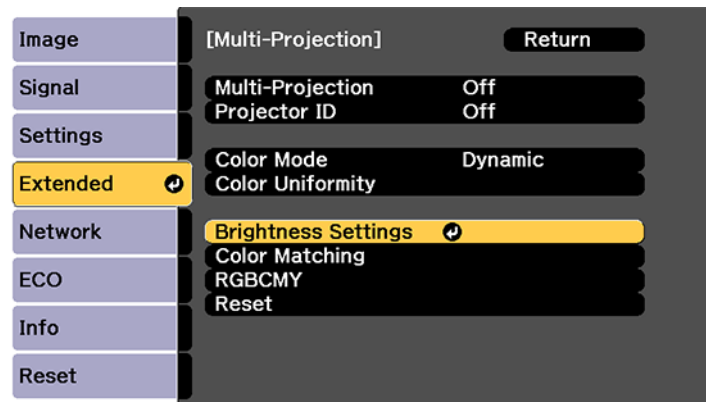 Image
Signal
Settings
Extended
Network
ECO
Info
Reset
[Multi-Projection] Return
Multi-Projection Off
Projector ID Off
Color Mode Dynamic
Color Uniformity
Brightness Settings
Color Matching
RGBCMY
Reset